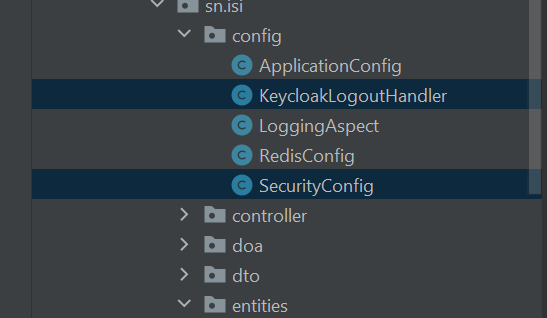 sn.isi
config
ApplicationConfig
KeycloakLogoutHandler
LoggingAspect
RedisConfig
SecurityConfig
controller
doa
dto
entities